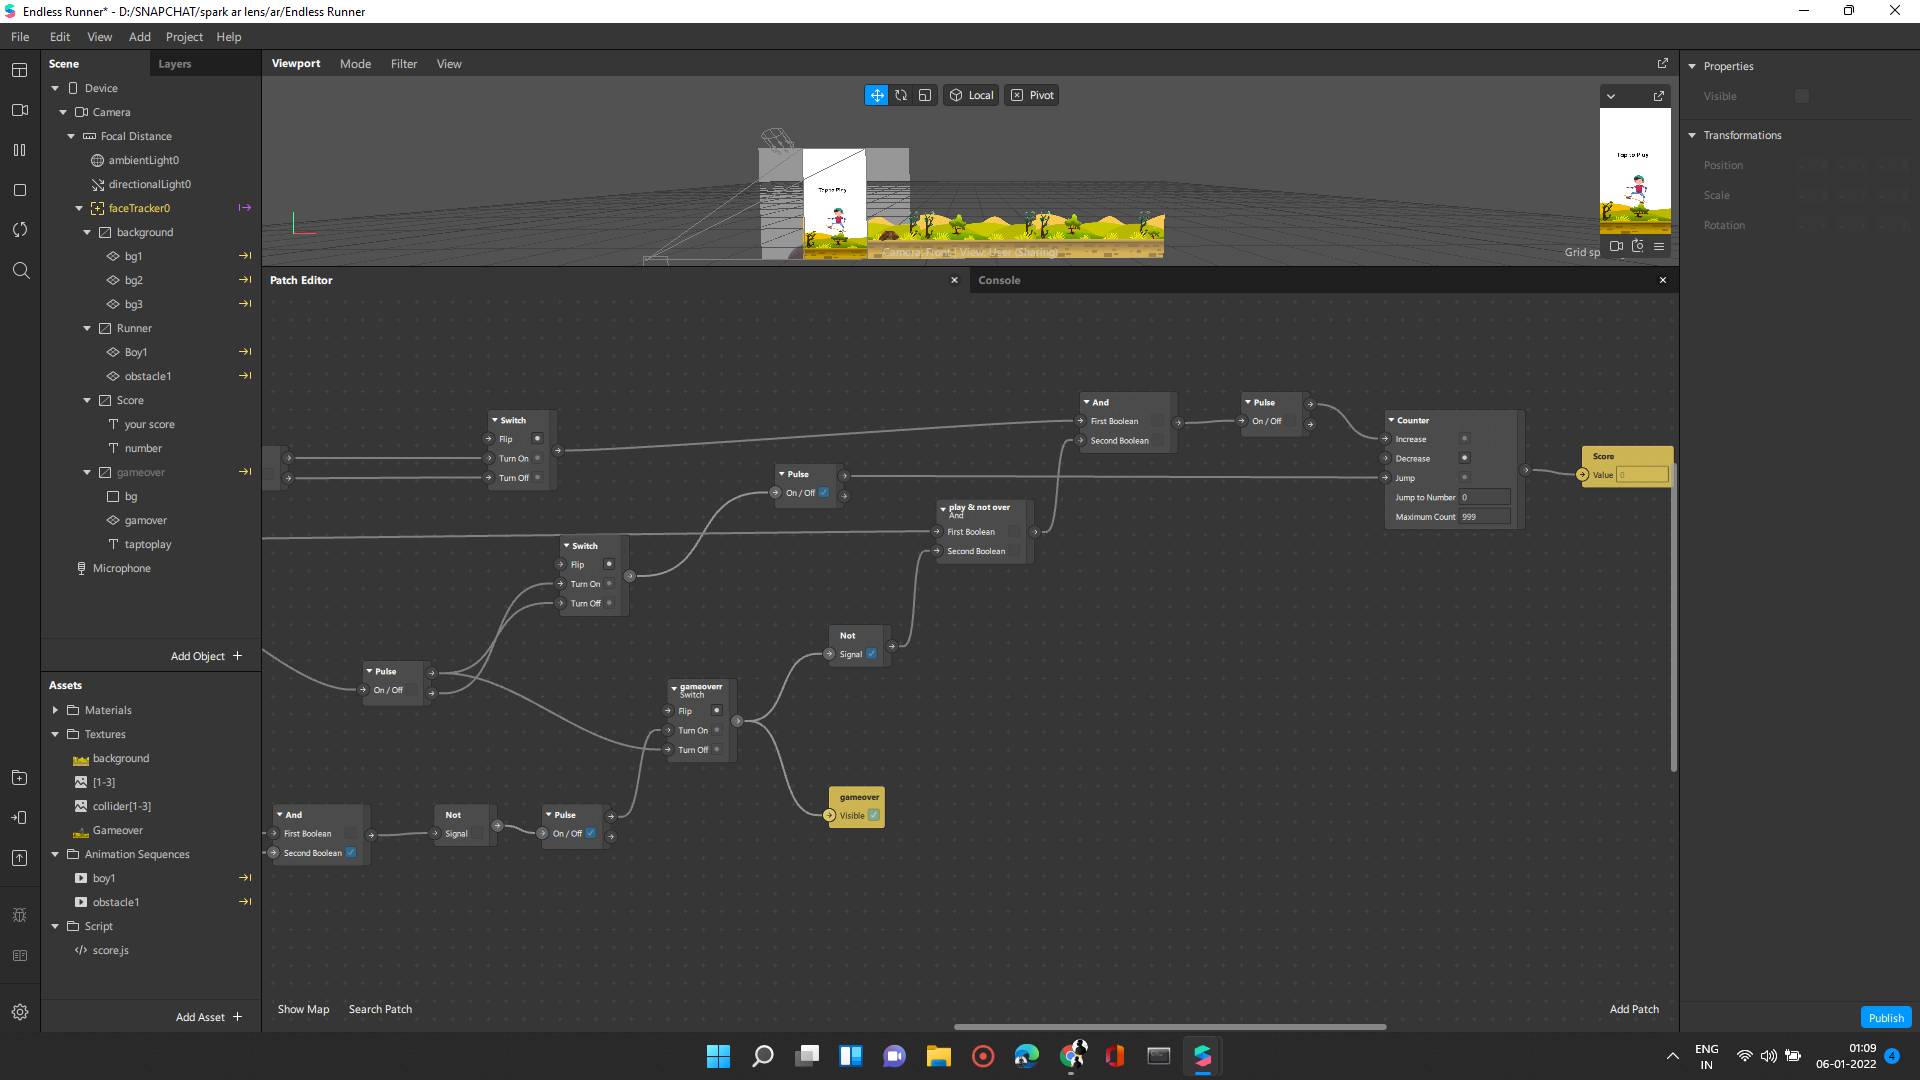 Endless Runner* - D:/SNAPCHAT/spark ar lens/ar/Endless Runner
File Edit View Add Project Help
Scene Layers
Device
Camera
Focal Distance
ambientLight0
directionalLight0
faceTracker0
background
bg1
bg2
bg3
Runner
Boy1
obstacle1
Score
your score
number
gameover
bg
gamover
taptoplay
Microphone
Add Object +
Assets
Materials
Textures
background
[1-3]
collider[1-3]
Gameover
Animation Sequences
boy1
obstacle1
Script
score.js
Add Asset +
Viewport Mode Filter View
Local Pivot
Tap to Play
Camera: Front | View: User (Sharing)
Grid sp
Tap to Play
Patch Editor
Console
Switch
Flip
Turn On
Turn Off
Pulse
On / Off
And
First Boolean
Second Boolean
Pulse
On / Off
Counter
Increase
Decrease
Jump
Jump to Number 0
Maximum Count 999
Score
Value 0
play & not over
And
First Boolean
Second Boolean
Switch
Flip
Turn On
Turn Off
Pulse
On / Off
Not
Signal
gameoverr
Switch
Flip
Turn On
Turn Off
gameover
Visible
And
First Boolean
Second Boolean
Not
Signal
Pulse
On / Off
Show Map Search Patch
Add Patch
Properties
Visible
Transformations
Position
Scale
Rotation
Publish
ENG
IN
01:09
06-01-2022
4